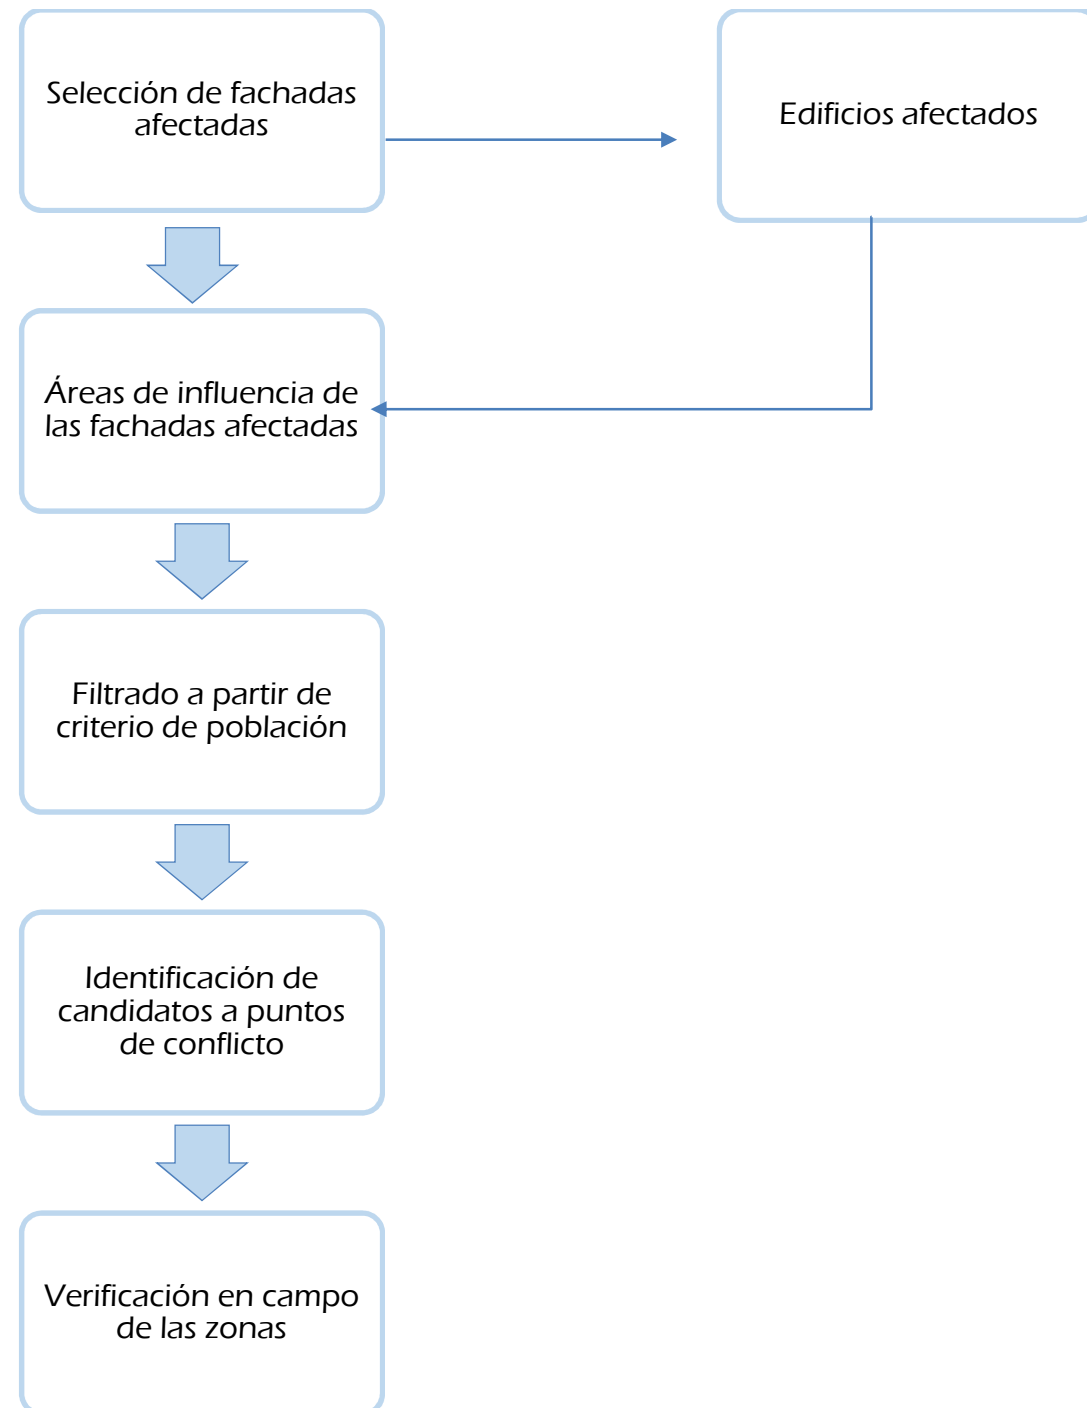 Selección de fachadas
afectadas
Edificios afectados
Áreas de influencia de
las fachadas afectadas
Filtrado a partir de
criterio de población
Identificación de
candidatos a puntos
de conflicto
Verificación en campo
de las zonas